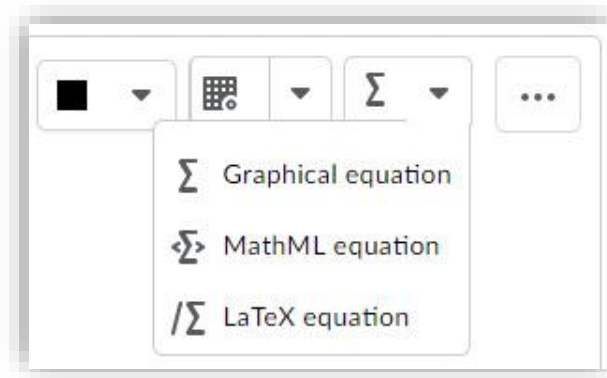 Σ
...
Σ Graphical equation
<Σ> MathML equation
/Σ LaTeX equation